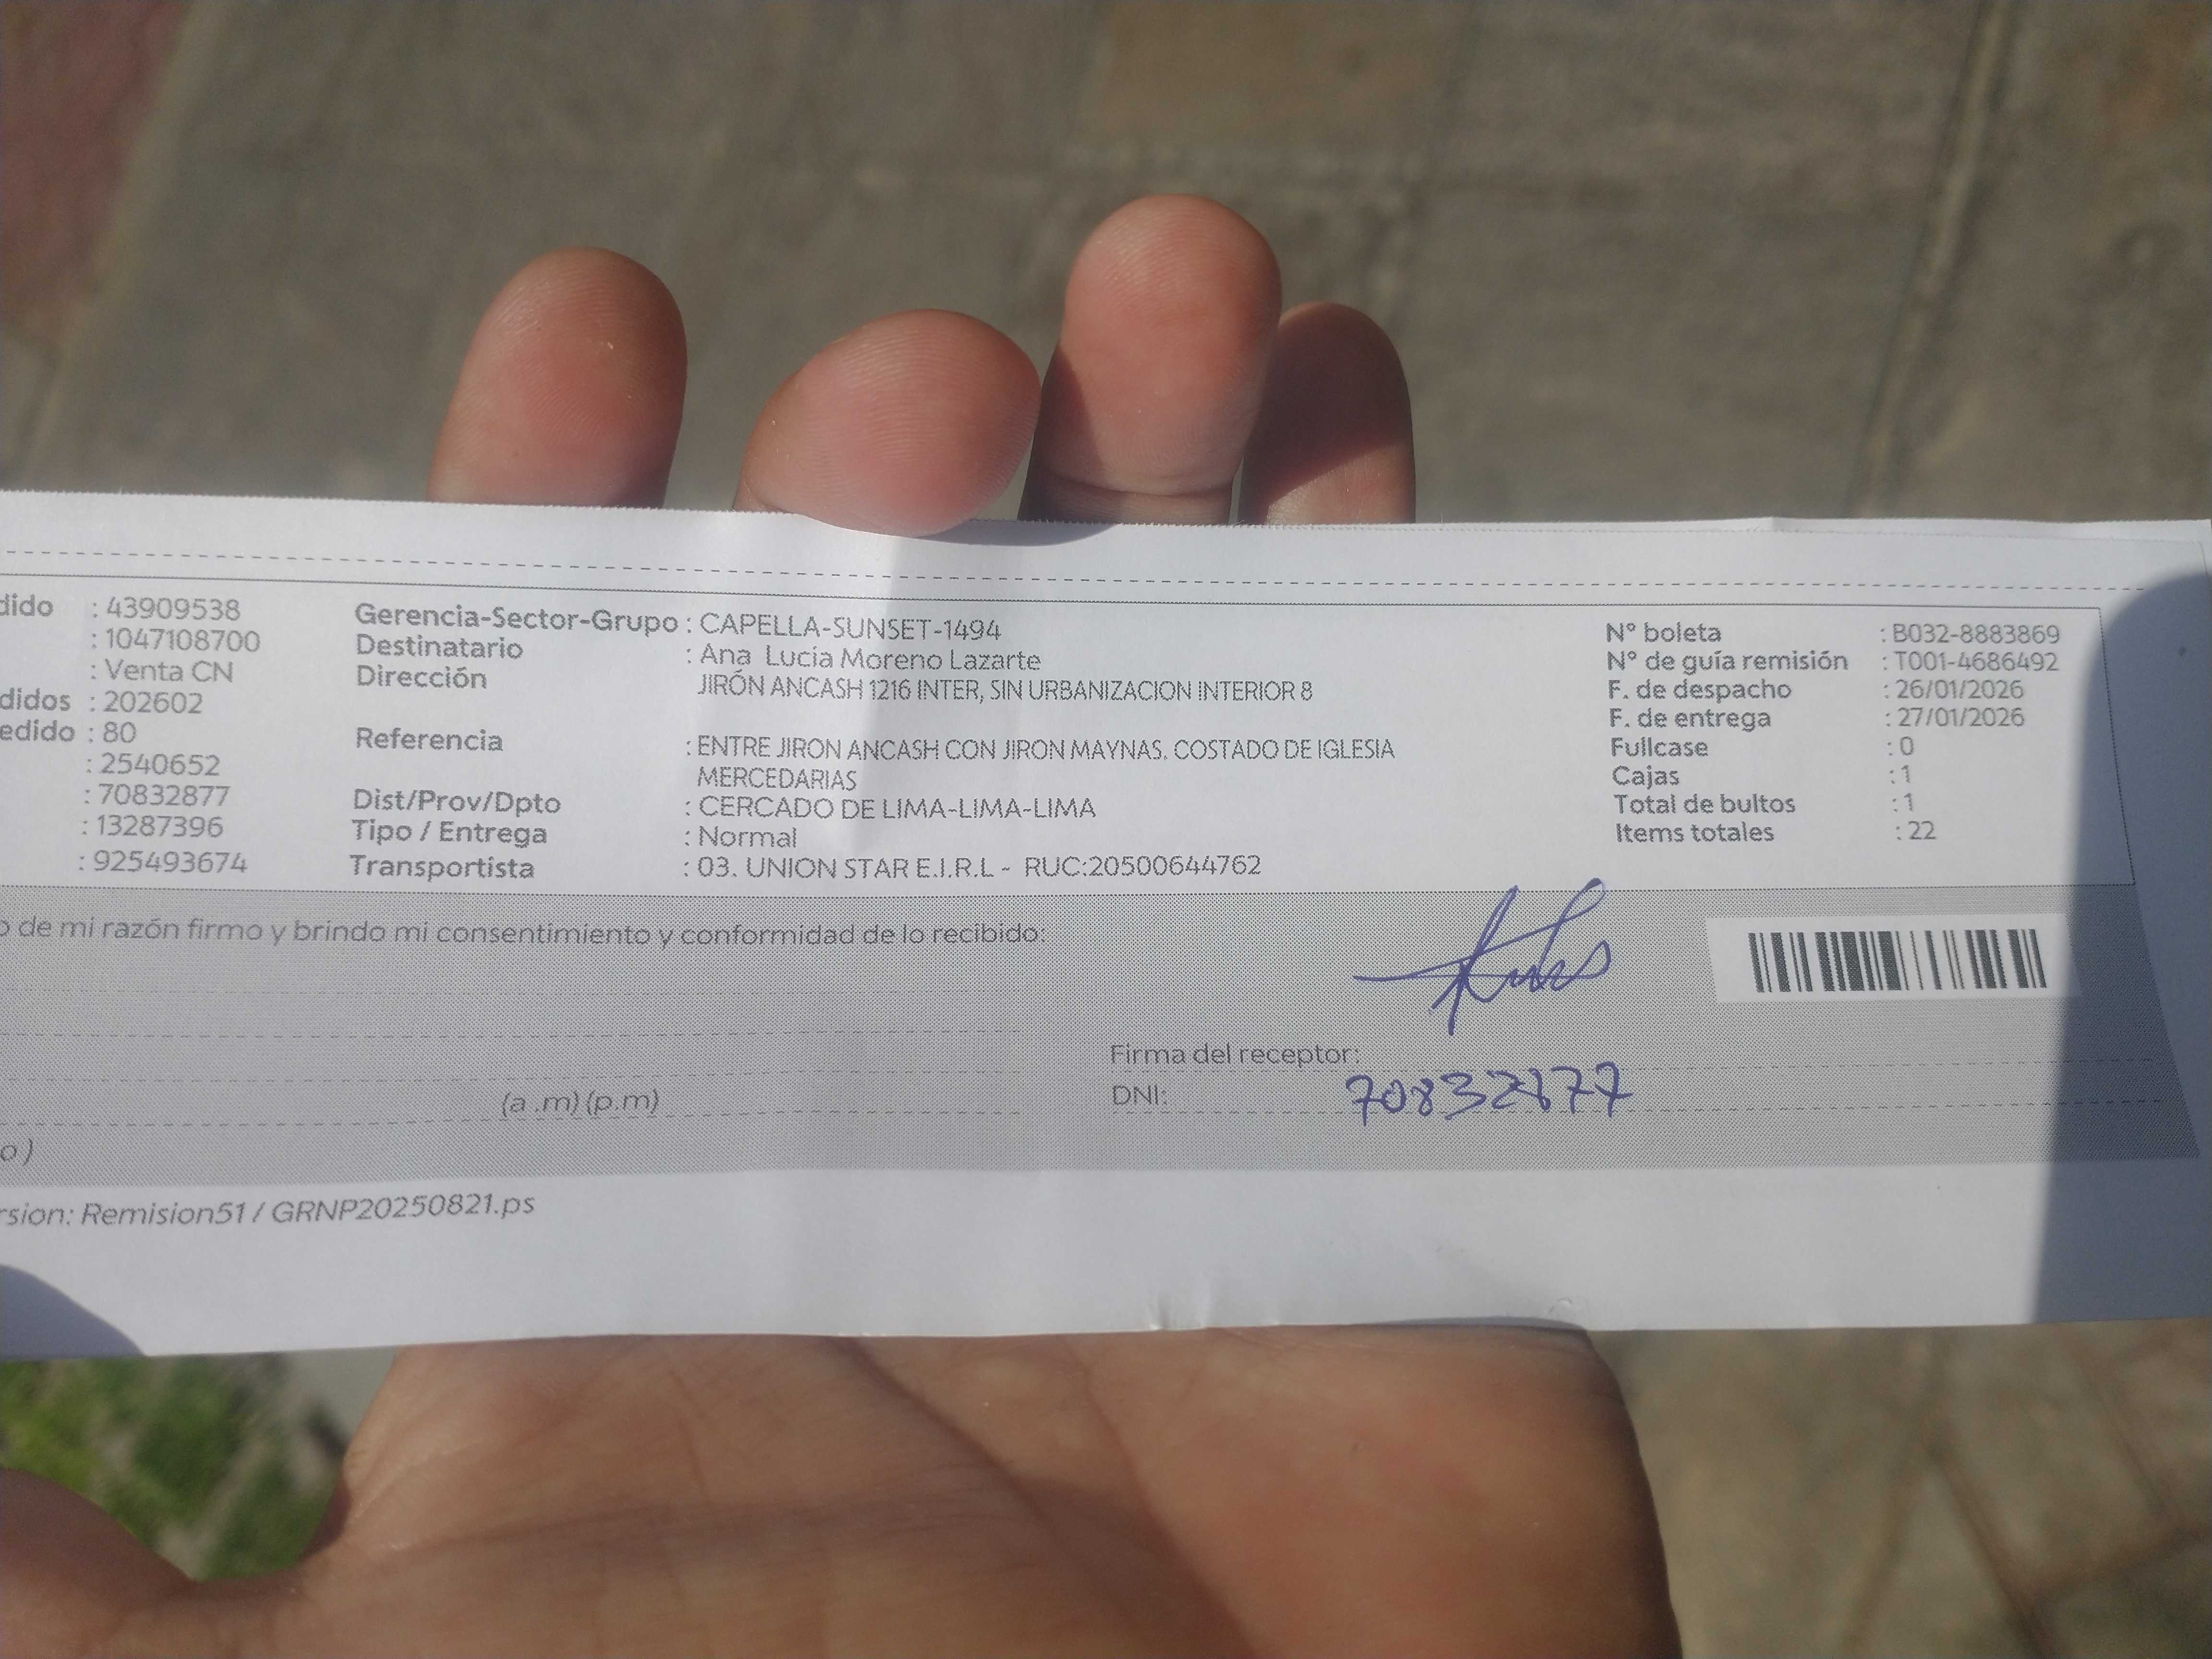 dido : 43909538
: 1047108700
: Venta CN
didos : 202602
edido : 80
: 2540652
: 70832877
: 13287396
: 925493674
Gerencia-Sector-Grupo : CAPELLA-SUNSET-1494
Destinatario : Ana Lucía Moreno Lazarte
Dirección JIRÓN ANCASH 1216 INTER, SIN URBANIZACION INTERIOR 8
Referencia : ENTRE JIRON ANCASH CON JIRON MAYNAS. COSTADO DE IGLESIA
MERCEDARIAS
Dist/Prov/Dpto : CERCADO DE LIMA-LIMA-LIMA
Tipo / Entrega : Normal
Transportista : 03. UNION STAR E.I.R.L - RUC:20500644762
N° boleta : B032-8883869
N° de guía remisión : T001-4686492
F. de despacho : 26/01/2026
F. de entrega : 27/01/2026
Fullcase : 0
Cajas : 1
Total de bultos : 1
Items totales : 22
o de mi razón firmo y brindo mi consentimiento y conformidad de lo recibido:
Firma del receptor:
(a .m) (p.m)
DNI: 70832877
o )
rsion: Remision51 / GRNP20250821.ps